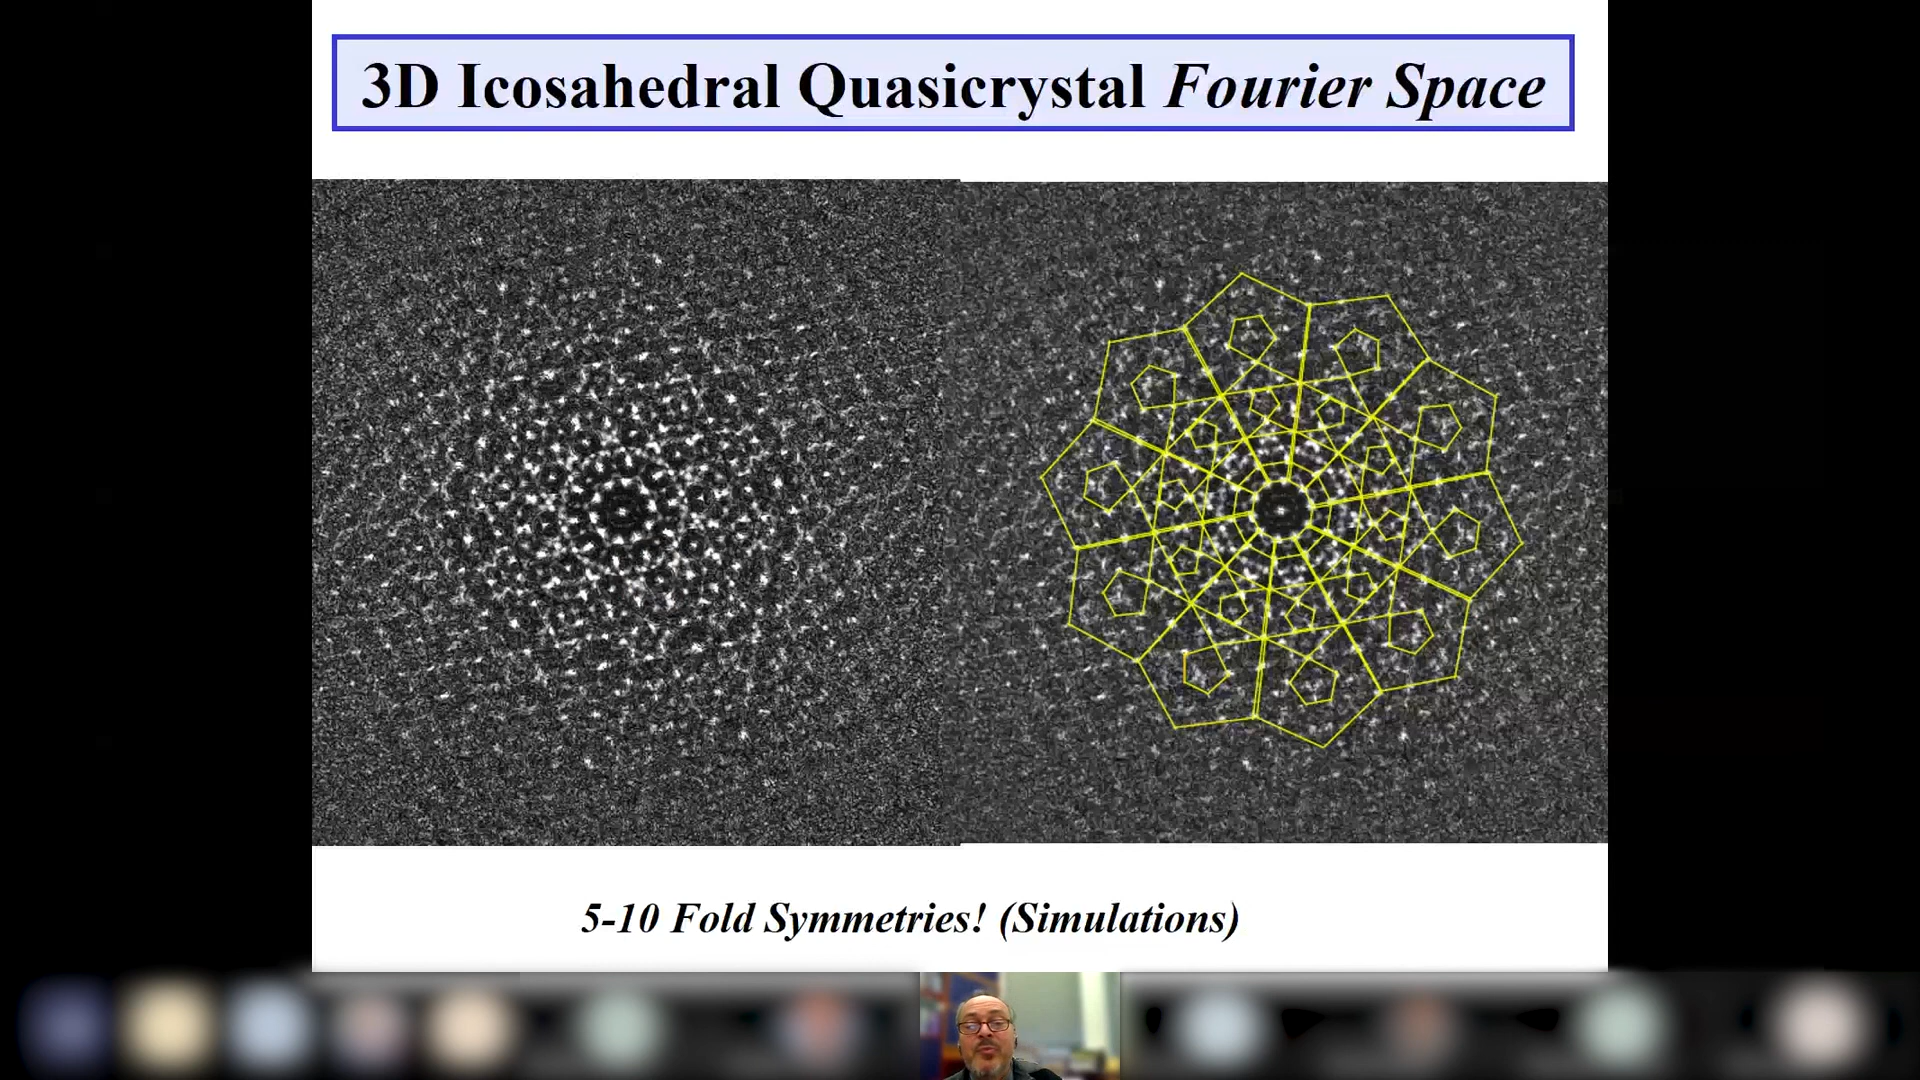 3D Icosahedral Quasicrystal Fourier Space
5-10 Fold Symmetries! (Simulations)